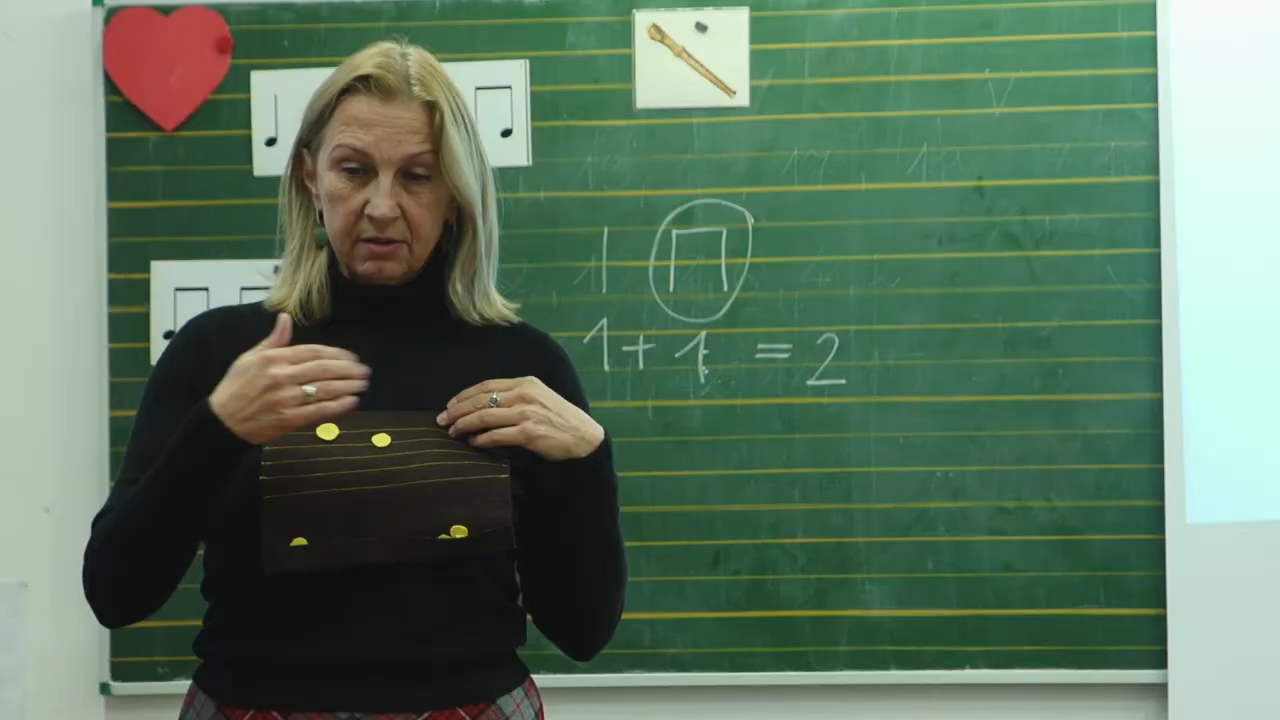 1 + 1 = 2